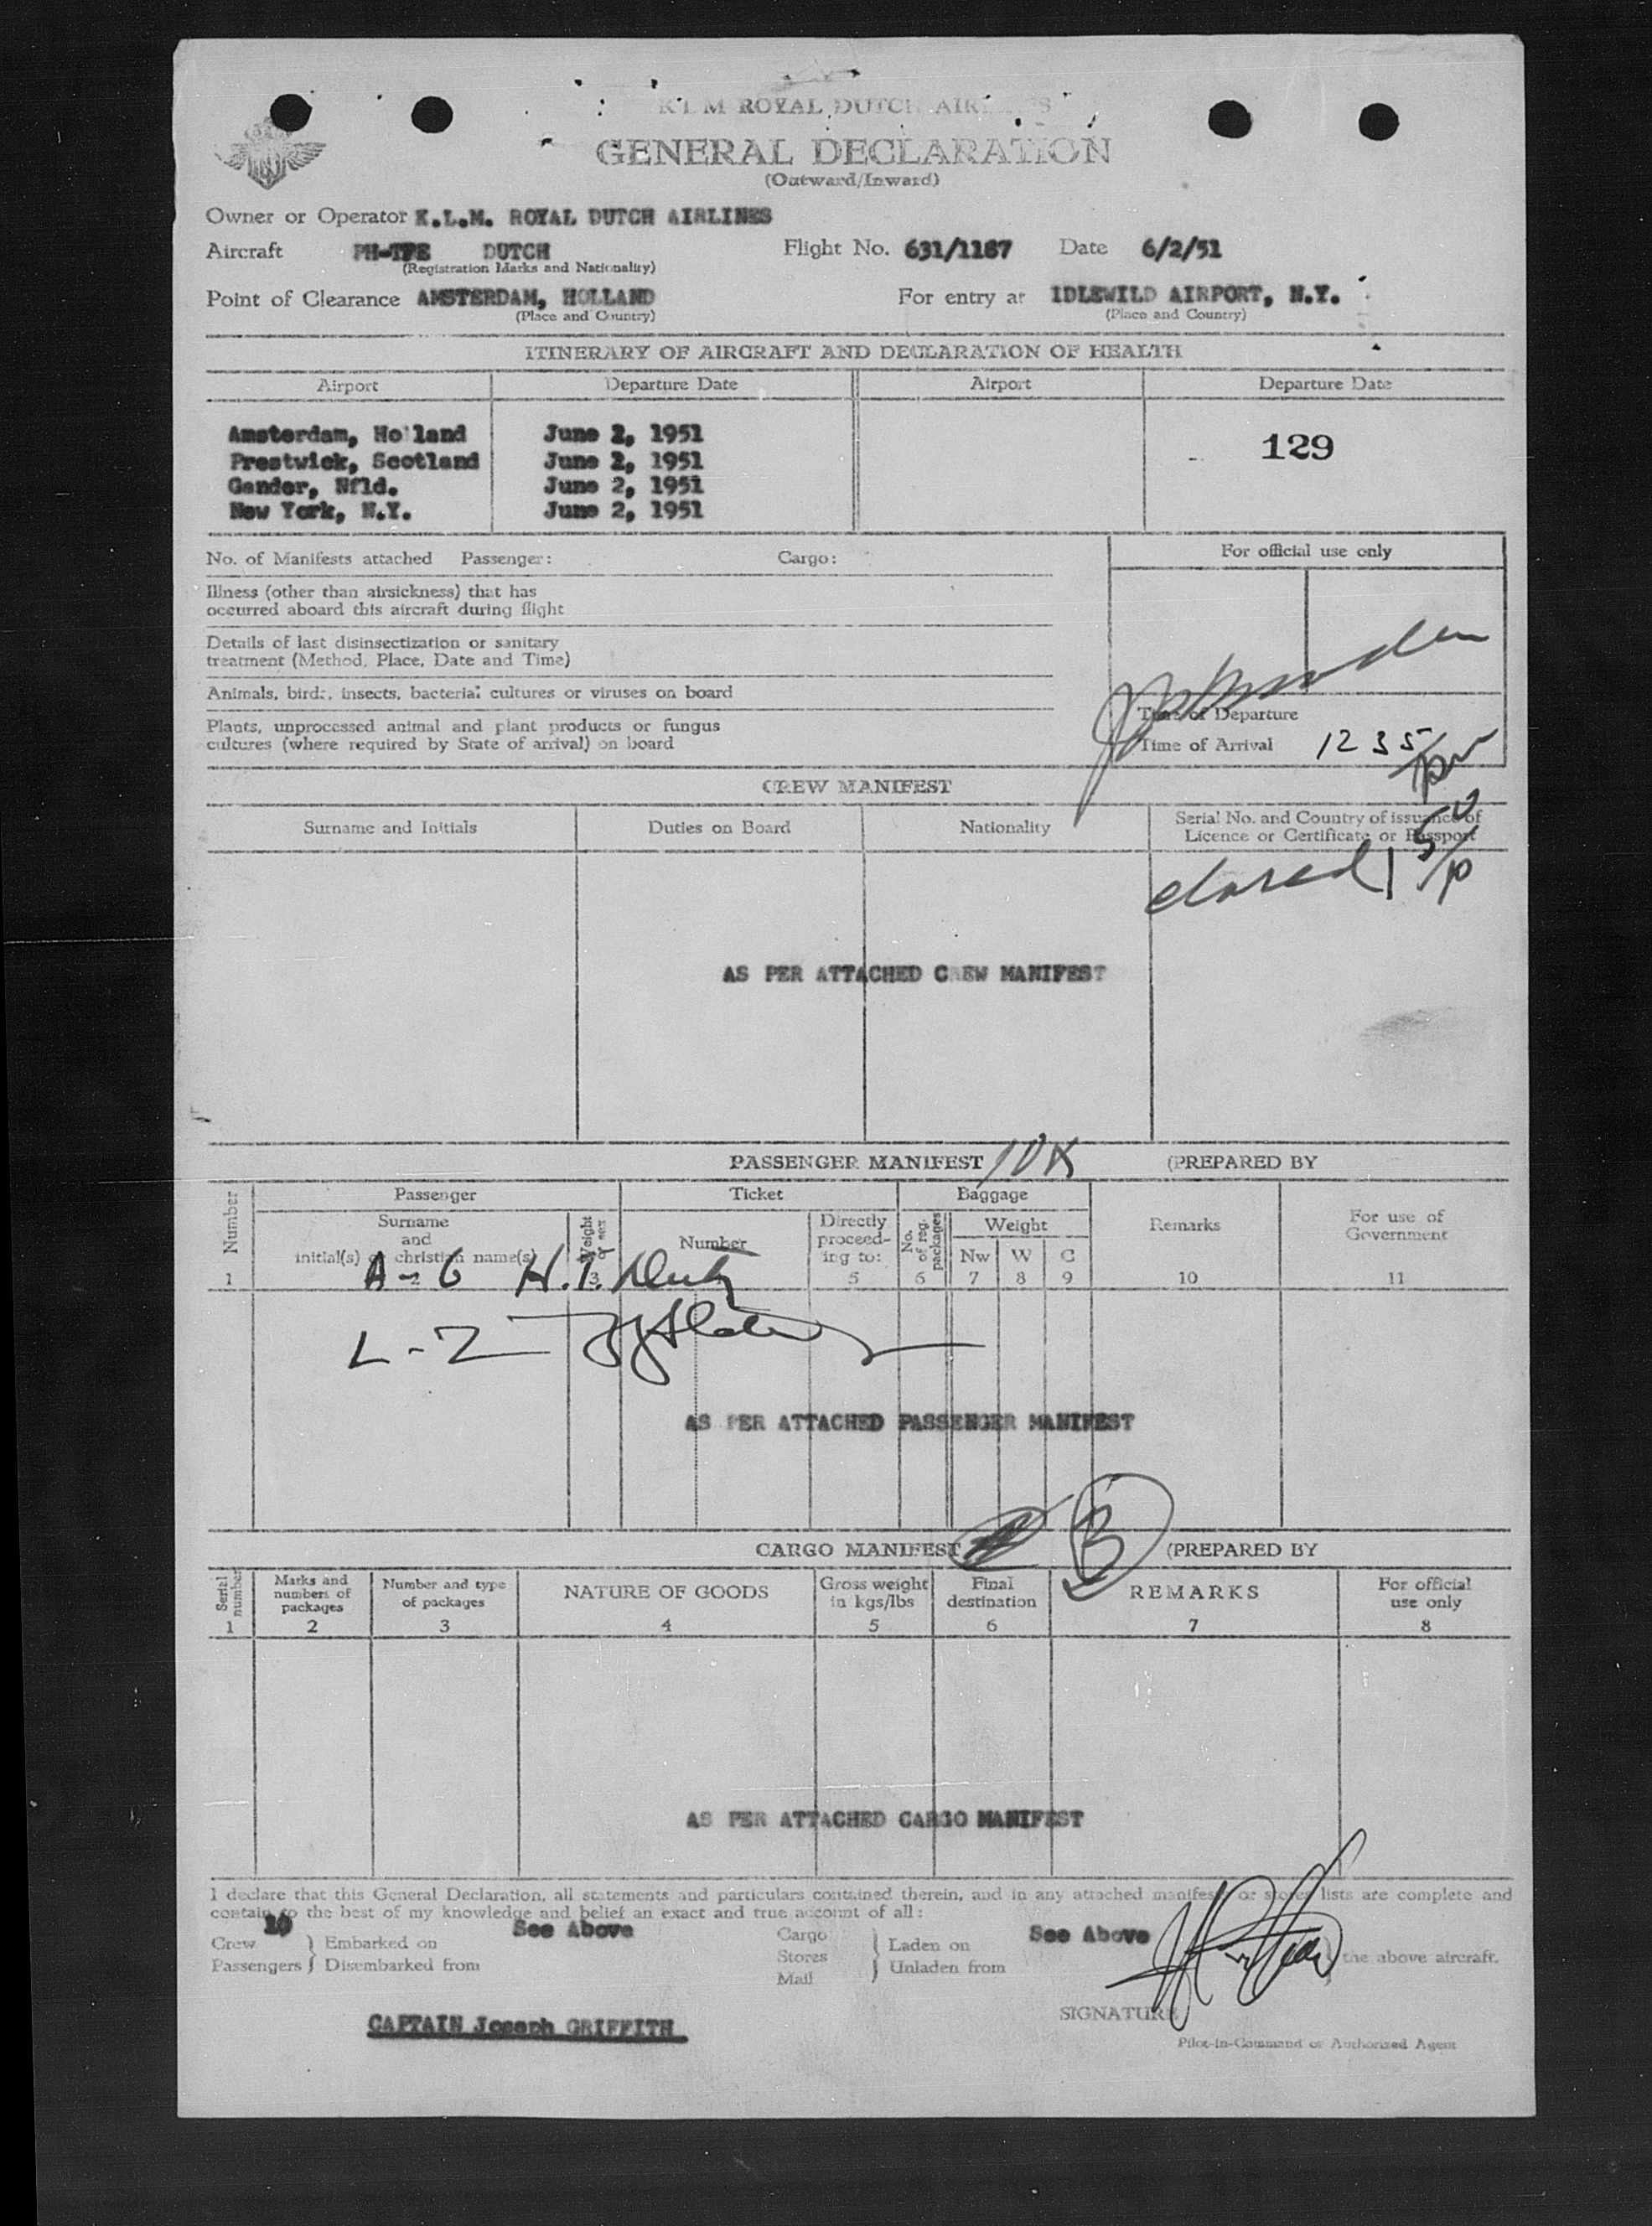 K L M ROYAL DUTCH AIRLINES
GENERAL DECLARATION
(Outward/Inward)
Owner or Operator K.L.M. ROYAL DUTCH AIRLINES
Aircraft PH-TPE DUTCH Flight No. 631/1187 Date 6/2/51
(Registration Marks and Nationality)
Point of Clearance AMSTERDAM, HOLLAND For entry at IDLEWILD AIRPORT, N.Y.
(Place and Country) (Place and Country)
ITINERARY OF AIRCRAFT AND DECLARATION OF HEALTH
Airport Departure Date Airport Departure Date
Amsterdam, Holland June 2, 1951 129
Prestwick, Scotland June 2, 1951
Gander, Nfld. June 2, 1951
New York, N.Y. June 2, 1951
No. of Manifests attached Passenger: Cargo: For official use only
Illness (other than airsickness) that has
occurred aboard this aircraft during flight
Details of last disinsectization or sanitary
treatment (Method, Place, Date and Time)
Animals, birds, insects, bacterial cultures or viruses on board
Plants, unprocessed animal and plant products or fungus
cultures (where required by State of arrival) on board
Time of Departure
Time of Arrival 1235 pm
CREW MANIFEST
Surname and Initials Duties on Board Nationality Serial No. and Country of issuance of
Licence or Certificate or Passport
AS PER ATTACHED CREW MANIFEST
PASSENGER MANIFEST (PREPARED BY
Number Passenger Ticket Baggage Remarks For use of
Government
Surname
and
initial(s) or christian name(s) Weight or sex Number Directly
proceed-
ing to: No. of reg. packages Weight
Nw W C
1 3 5 6 7 8 9 10 11
A-G
L-Z
AS PER ATTACHED PASSENGER MANIFEST
B
CARGO MANIFEST (PREPARED BY
Serial number Marks and
numbers of
packages Number and type
of packages NATURE OF GOODS Gross weight
in kgs/lbs Final
destination REMARKS For official
use only
1 2 3 4 5 6 7 8
AS PER ATTACHED CARGO MANIFEST
I declare that this General Declaration, all statements and particulars contained therein, and in any attached manifests or stores lists are complete and
contain to the best of my knowledge and belief an exact and true account of all:
Crew 10 Embarked on See Above Cargo Laden on See Above
Passengers Disembarked from Stores Unladen from the above aircraft.
Mail
CAPTAIN Joseph GRIFFITH SIGNATURE
Pilot-in-Command or Authorized Agent